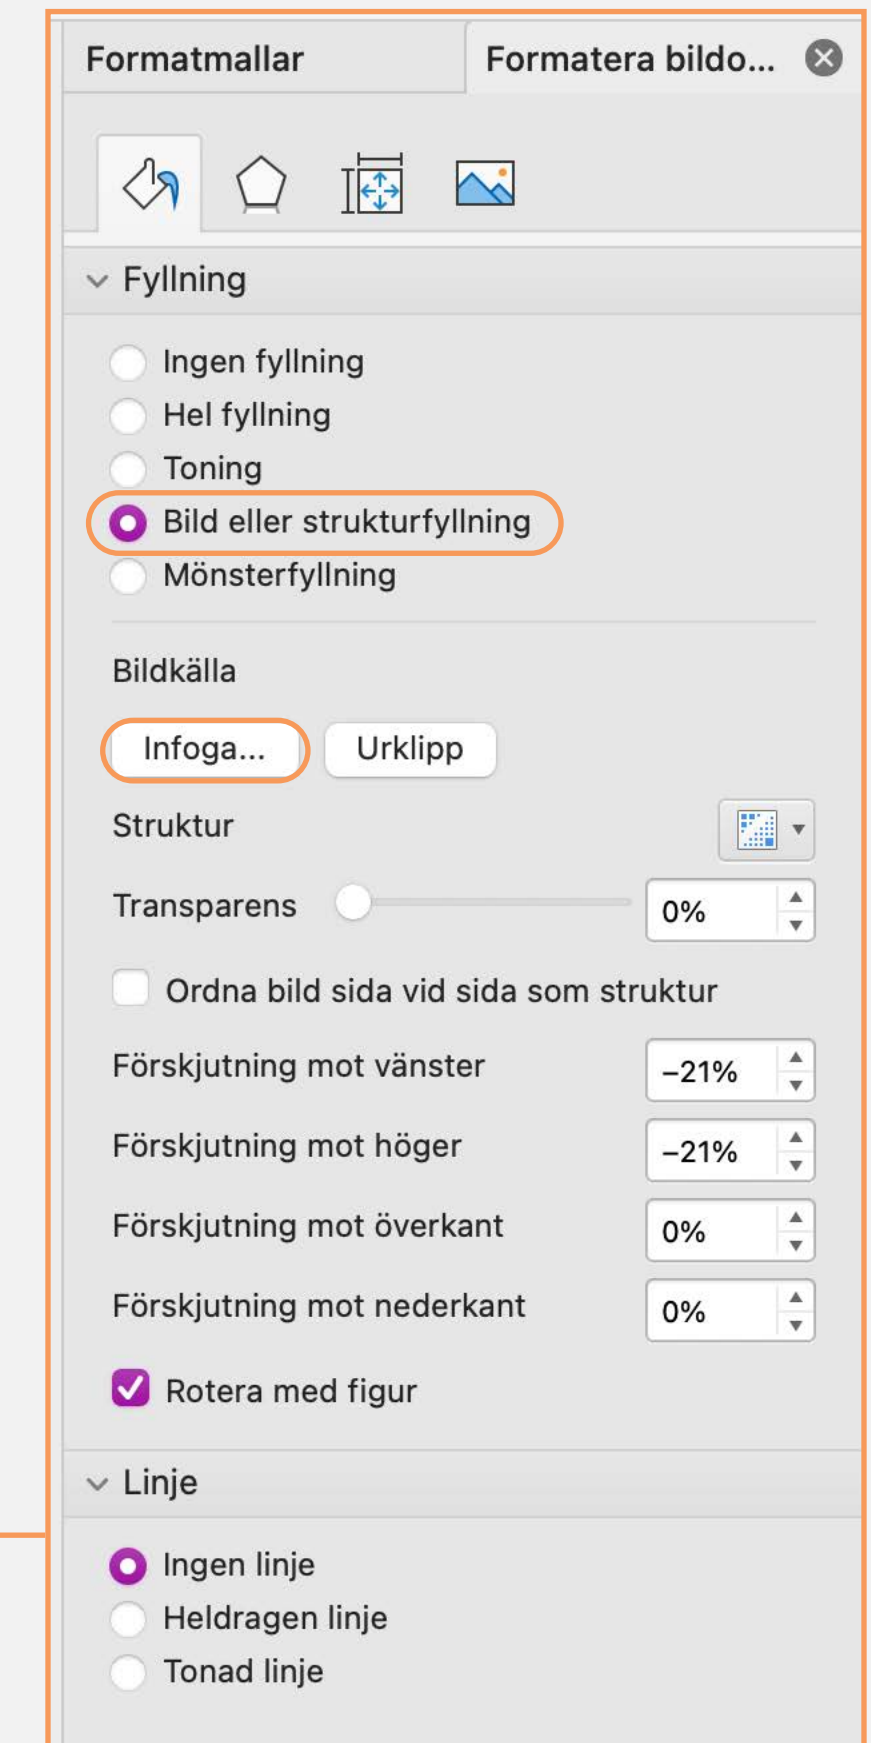 Formatmallar
Formatera bildo...
Fyllning
Ingen fyllning
Hel fyllning
Toning
Bild eller strukturfyllning
Mönsterfyllning
Bildkälla
Infoga...
Urklipp
Struktur
Transparens
0%
Ordna bild sida vid sida som struktur
Förskjutning mot vänster
−21%
Förskjutning mot höger
−21%
Förskjutning mot överkant
0%
Förskjutning mot nederkant
0%
Rotera med figur
Linje
Ingen linje
Heldragen linje
Tonad linje